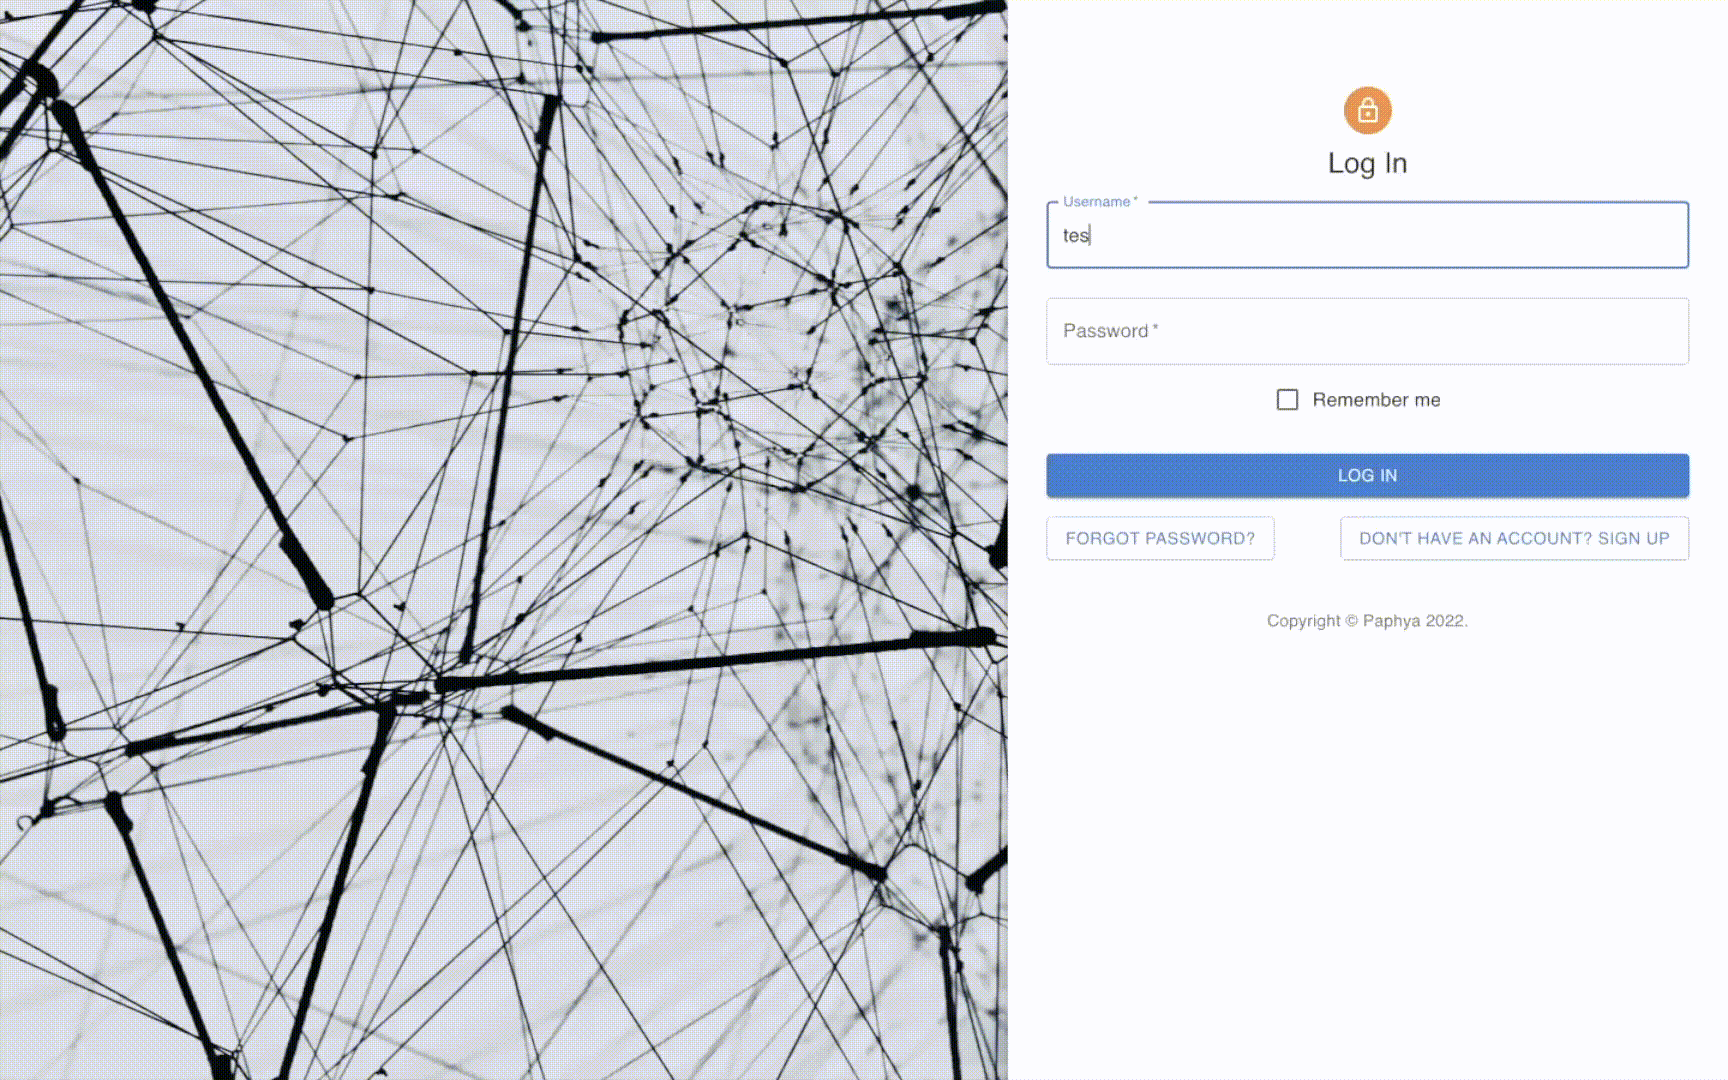 Log In
Username *
tes
Password *
Remember me
LOG IN
FORGOT PASSWORD?
DON'T HAVE AN ACCOUNT? SIGN UP
Copyright © Paphya 2022.